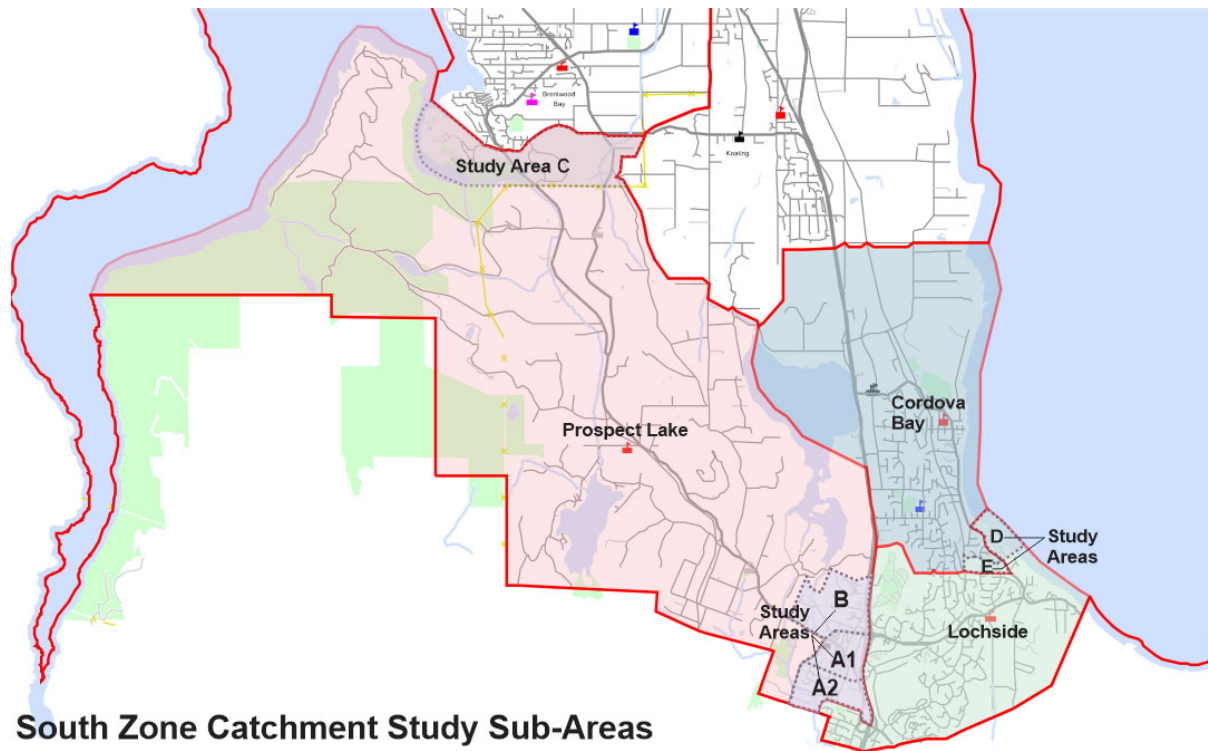 Brentwood
Bay
Keating
Study Area C
Cordova
Bay
Prospect Lake
D
Study
Areas
E
B
Study
Areas
Lochside
A1
A2
South Zone Catchment Study Sub-Areas